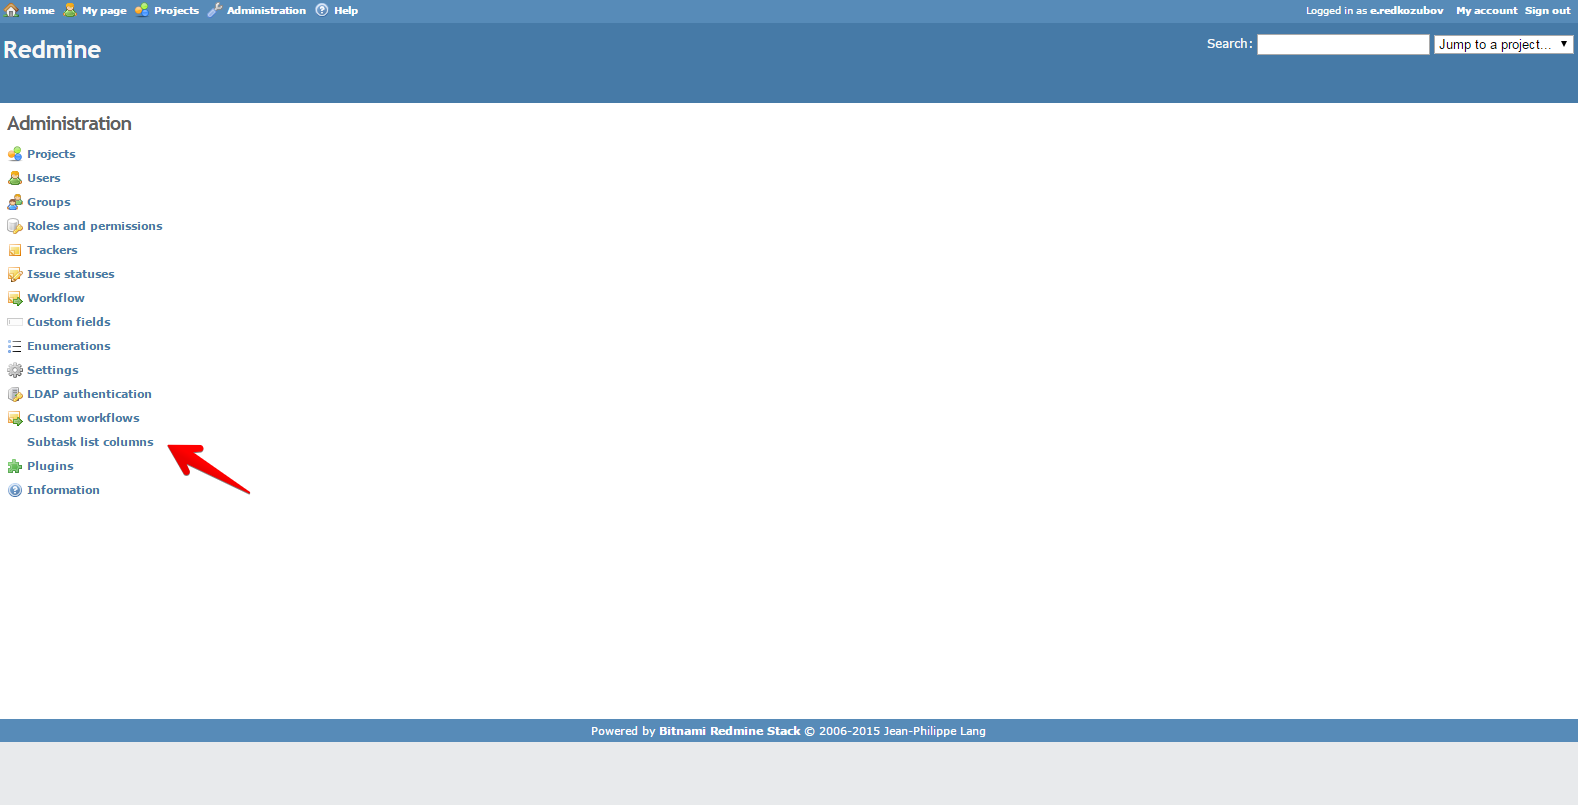 Home My page Projects Administration Help Logged in as e.redkozubov My account Sign out
Redmine Search: Jump to a project...
Administration
Projects
Users
Groups
Roles and permissions
Trackers
Issue statuses
Workflow
Custom fields
Enumerations
Settings
LDAP authentication
Custom workflows
Subtask list columns
Plugins
Information
Powered by Bitnami Redmine Stack © 2006-2015 Jean-Philippe Lang